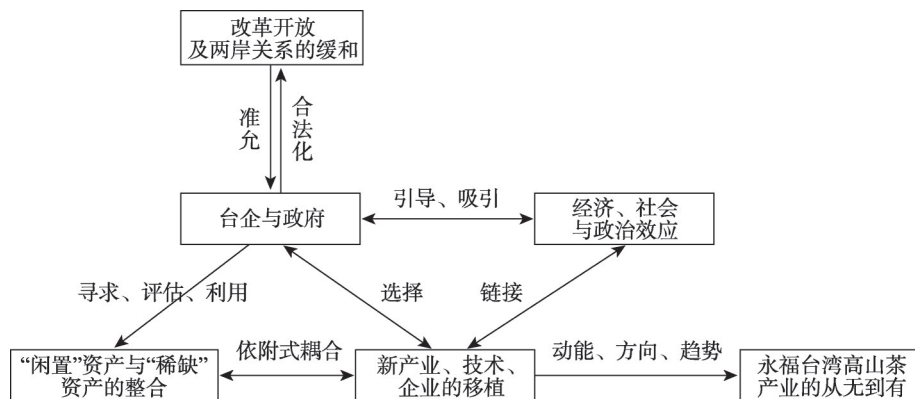 改革开放
及两岸关系的缓和
准允
合法化
台企与政府
引导、吸引
经济、社会
与政治效应
寻求、评估、利用
选择
链接
“闲置”资产与“稀缺”
资产的整合
依附式耦合
新产业、技术、
企业的移植
动能、方向、趋势
永福台湾高山茶
产业的从无到有